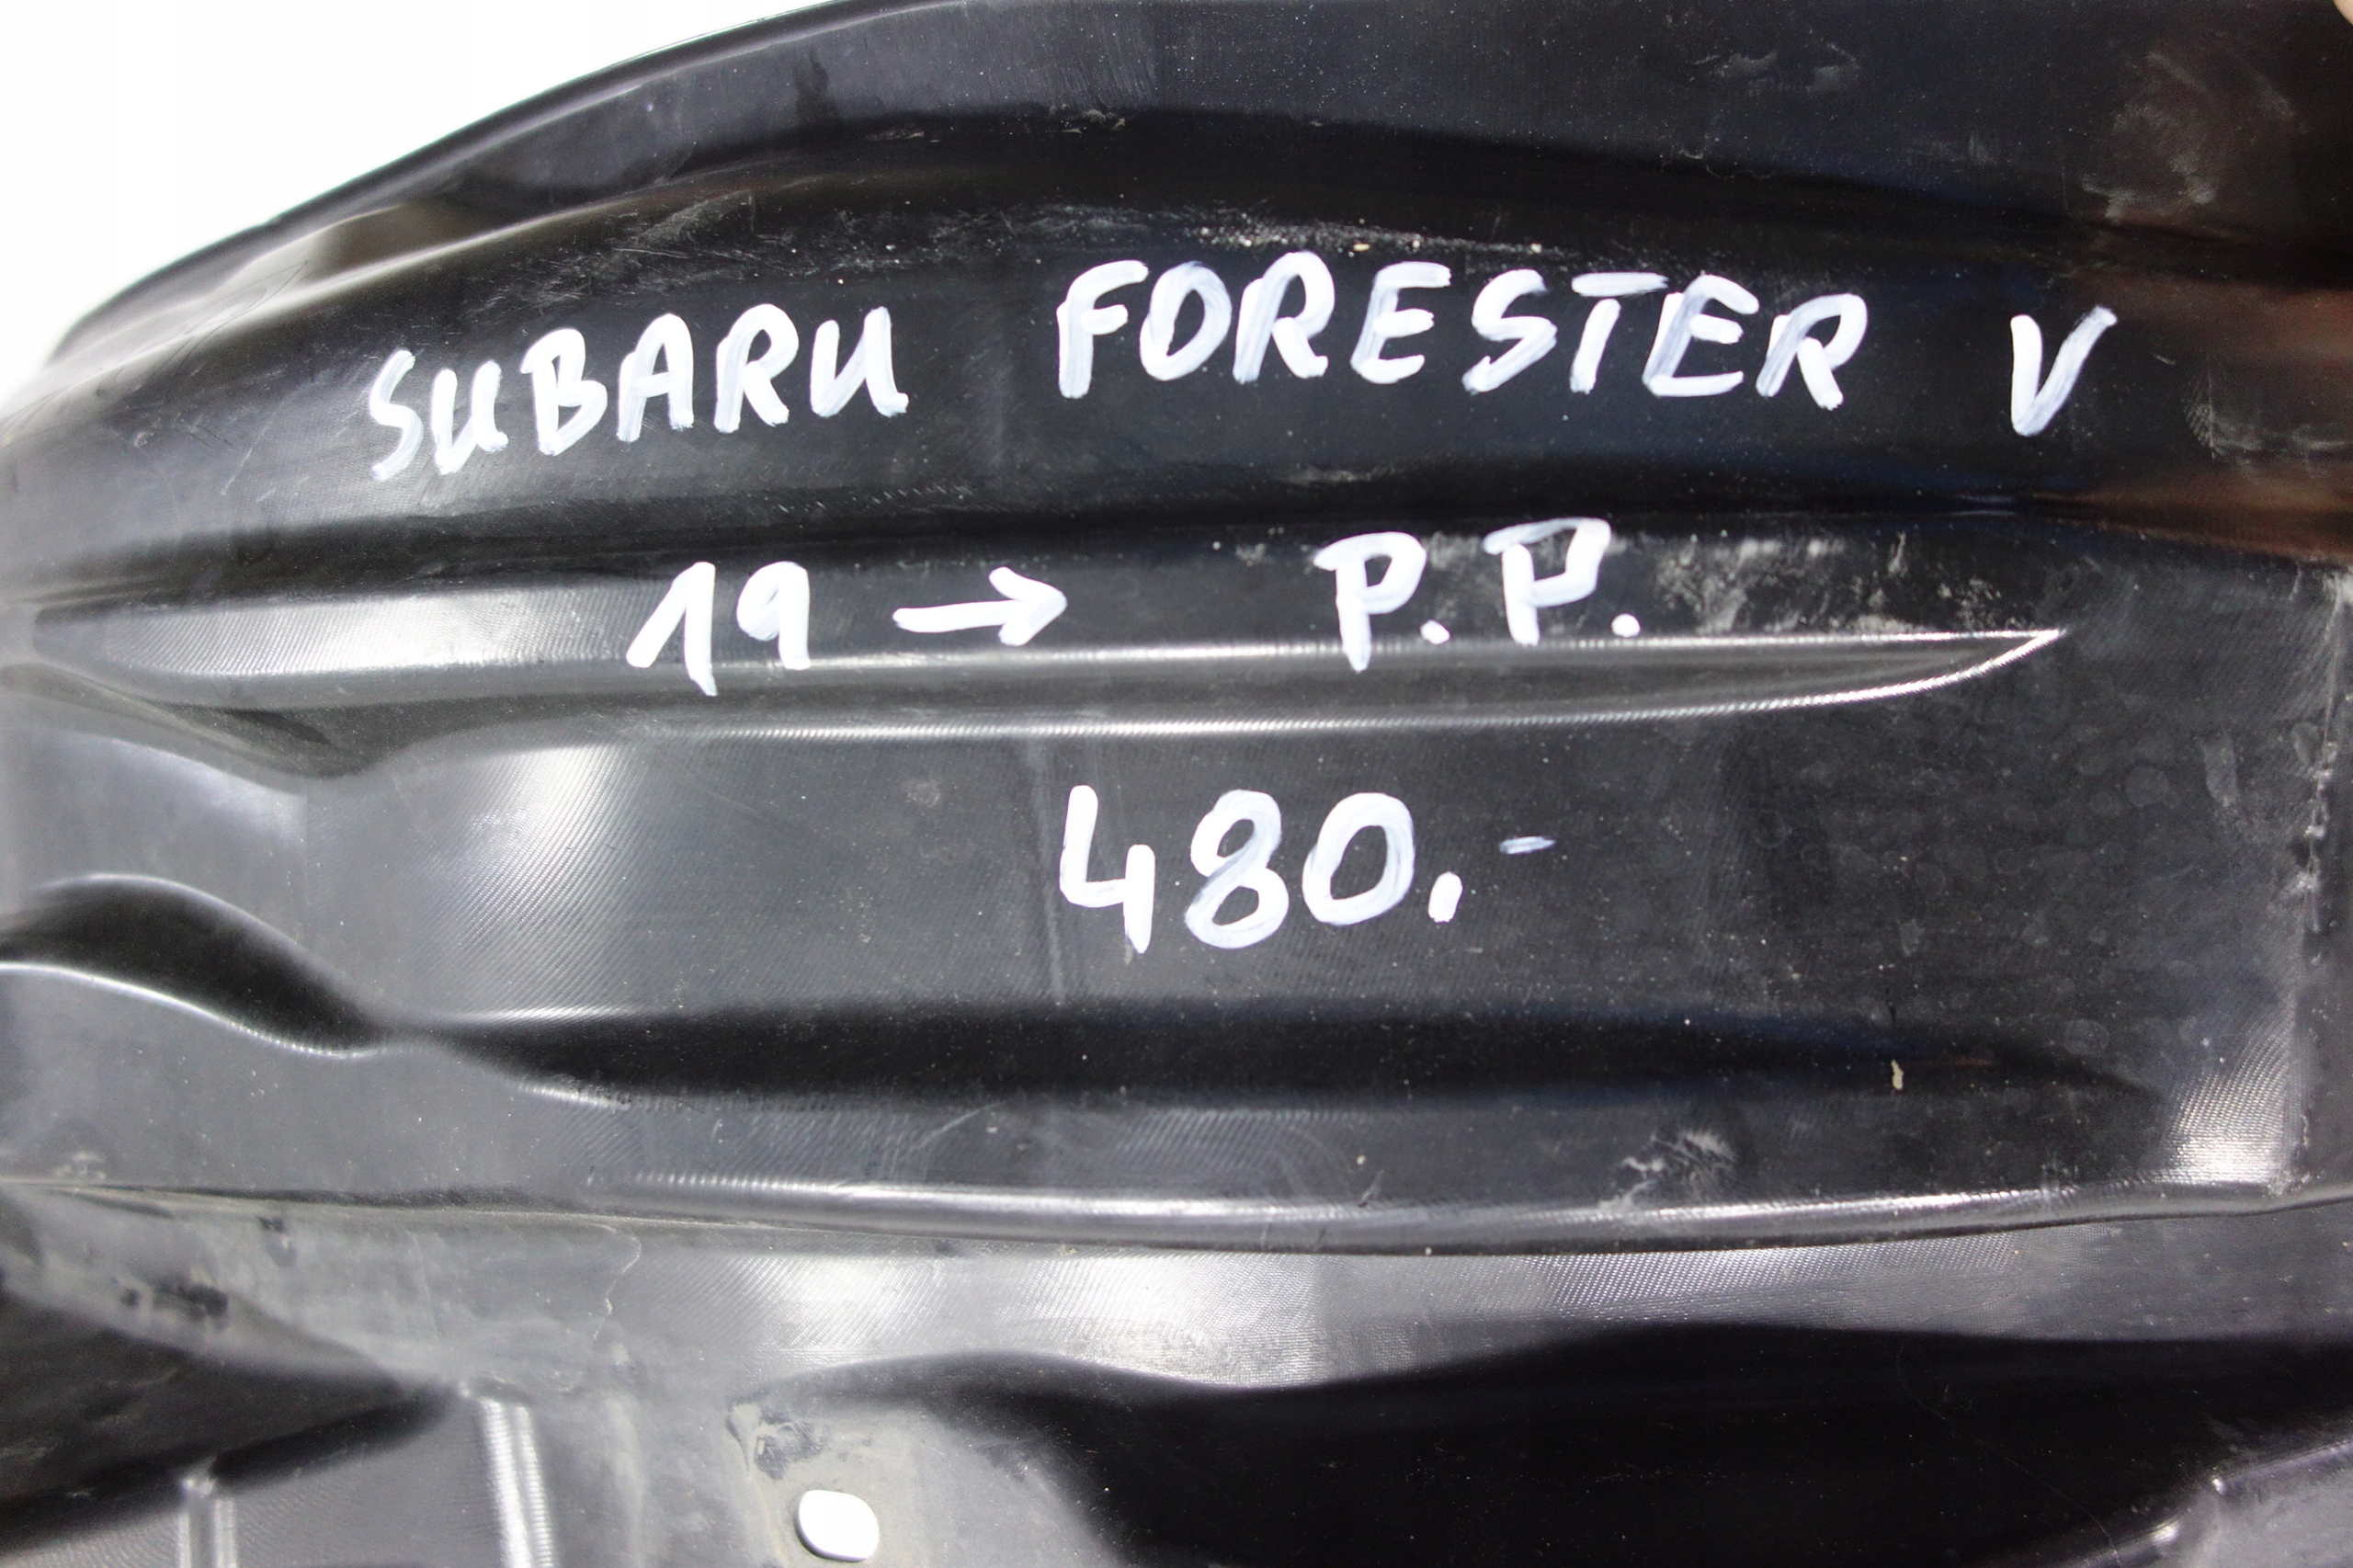 SUBARU FORESTER V
19 → P.P.
480.-